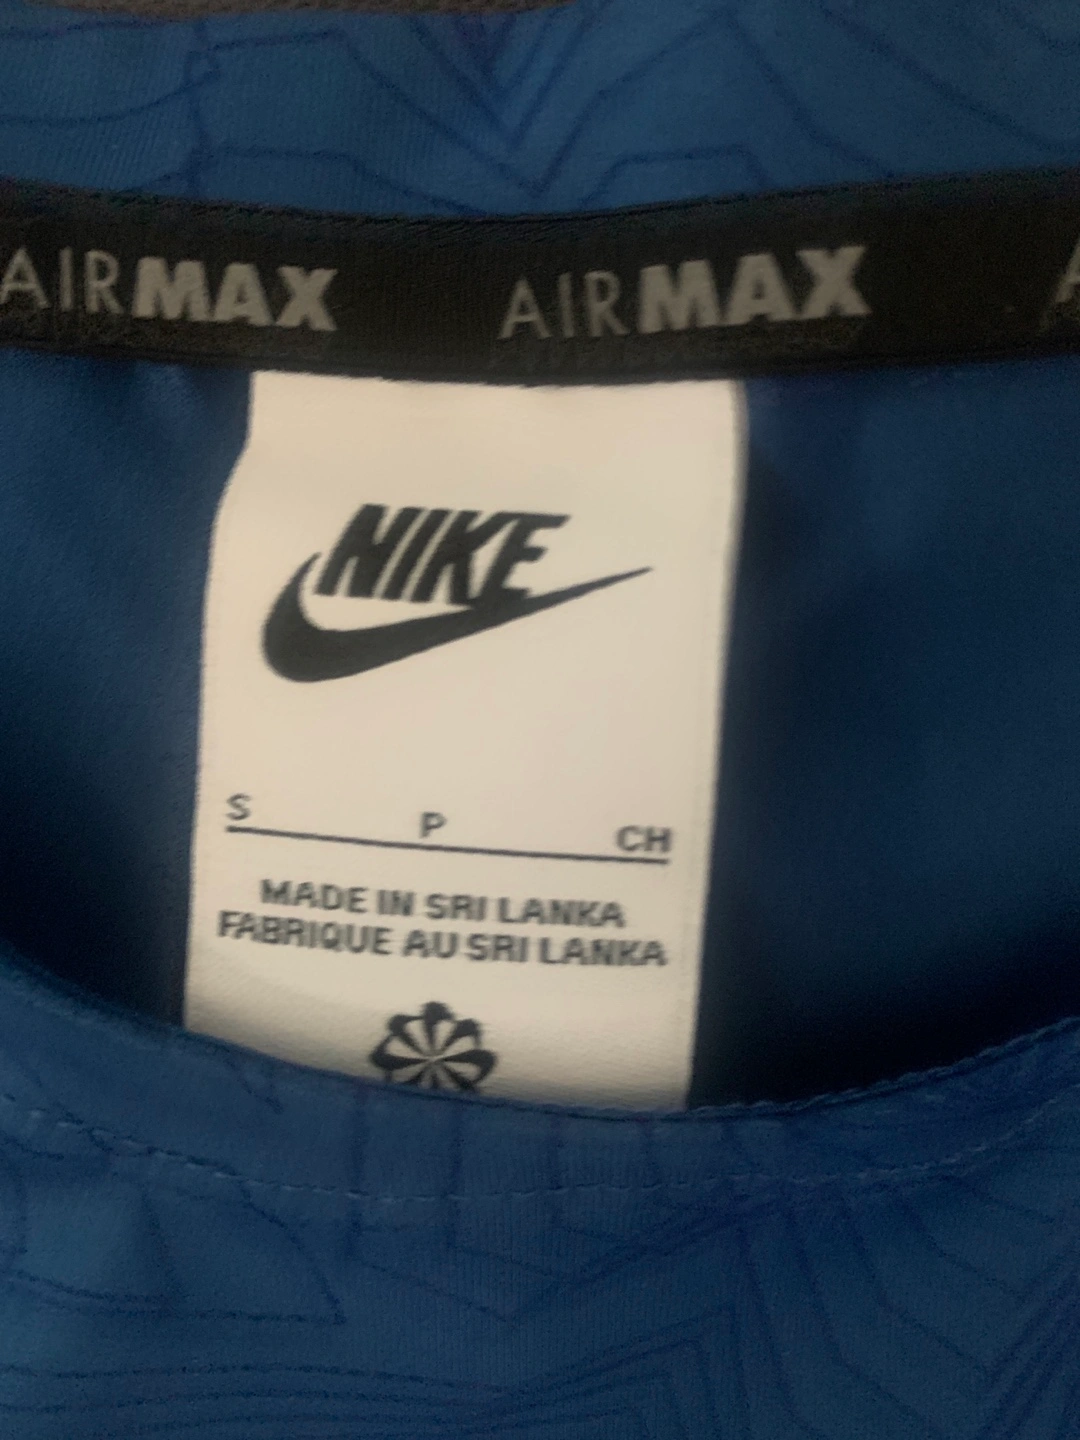 AIRMAX AIRMAX A
NIKE
S P CH
MADE IN SRI LANKA
FABRIQUE AU SRI LANKA